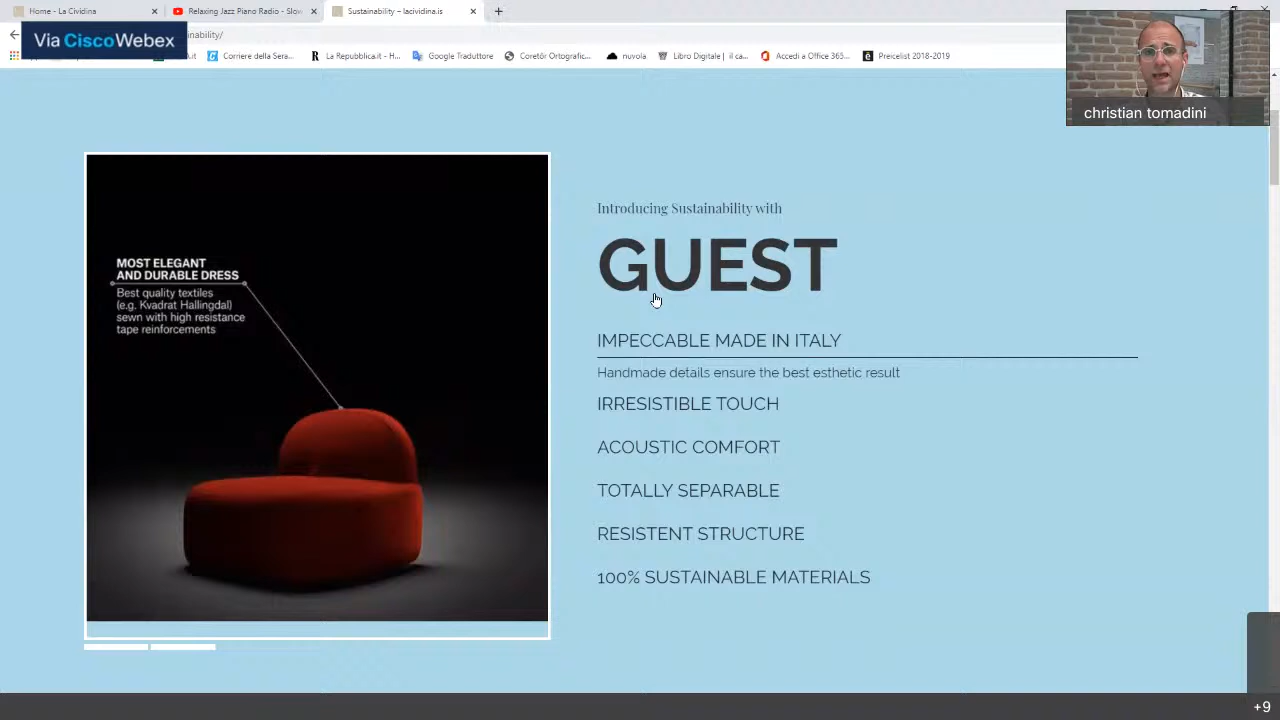 Home - La Cividina
Relaxing Jazz Piano Radio - Slow
Sustainability – lacividina.is
Via CiscoWebex
nability/
Corriere della Sera...
La Repubblica.it - H...
Google Traduttore
Coretór Ortografic...
nuvola
Libro Digitale | il ca...
Accedi a Office 365...
Preicelist 2018-2019
christian tomadini
MOST ELEGANT
AND DURABLE DRESS
Best quality textiles
(e.g. Kvadrat Hallingdal)
sewn with high resistance
tape reinforcements
Introducing Sustainability with
GUEST
IMPECCABLE MADE IN ITALY
Handmade details ensure the best esthetic result
IRRESISTIBLE TOUCH
ACOUSTIC COMFORT
TOTALLY SEPARABLE
RESISTENT STRUCTURE
100% SUSTAINABLE MATERIALS
+9